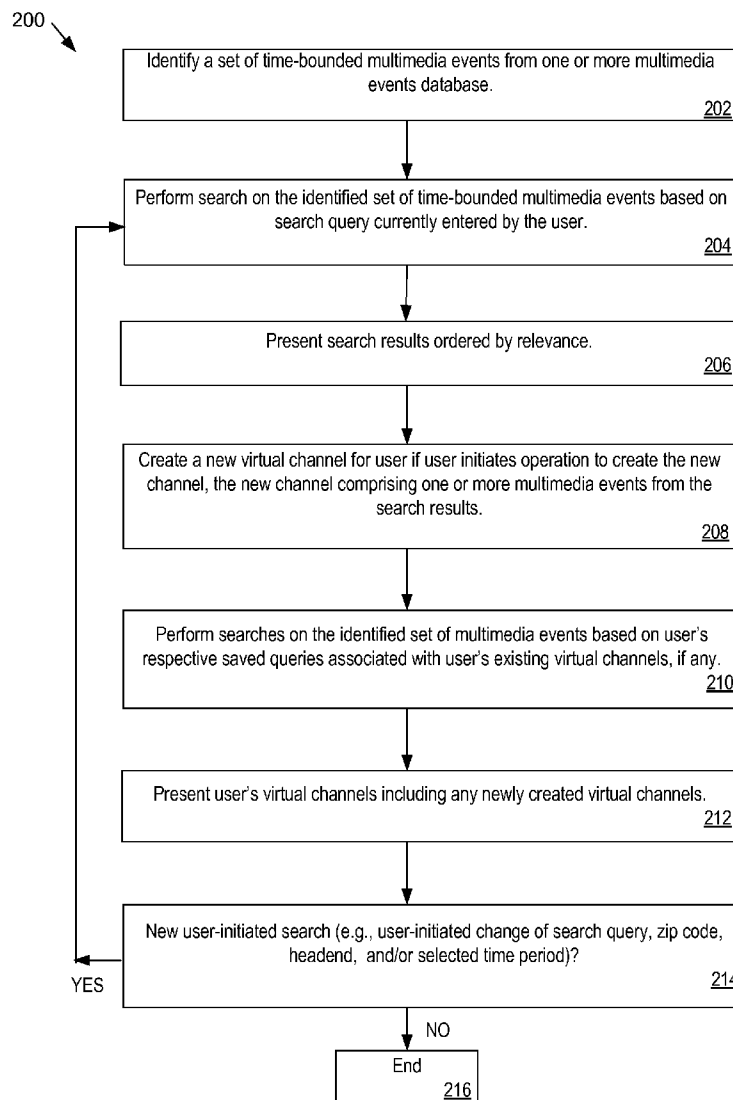 200
Identify a set of time-bounded multimedia events from one or more multimedia
events database.
202
Perform search on the identified set of time-bounded multimedia events based on
search query currently entered by the user.
204
Present search results ordered by relevance.
206
Create a new virtual channel for user if user initiates operation to create the new
channel, the new channel comprising one or more multimedia events from the
search results.
208
Perform searches on the identified set of multimedia events based on user's
respective saved queries associated with user's existing virtual channels, if any.
210
Present user's virtual channels including any newly created virtual channels.
212
New user-initiated search (e.g., user-initiated change of search query, zip code,
headend, and/or selected time period)?
214
YES
NO
End
216